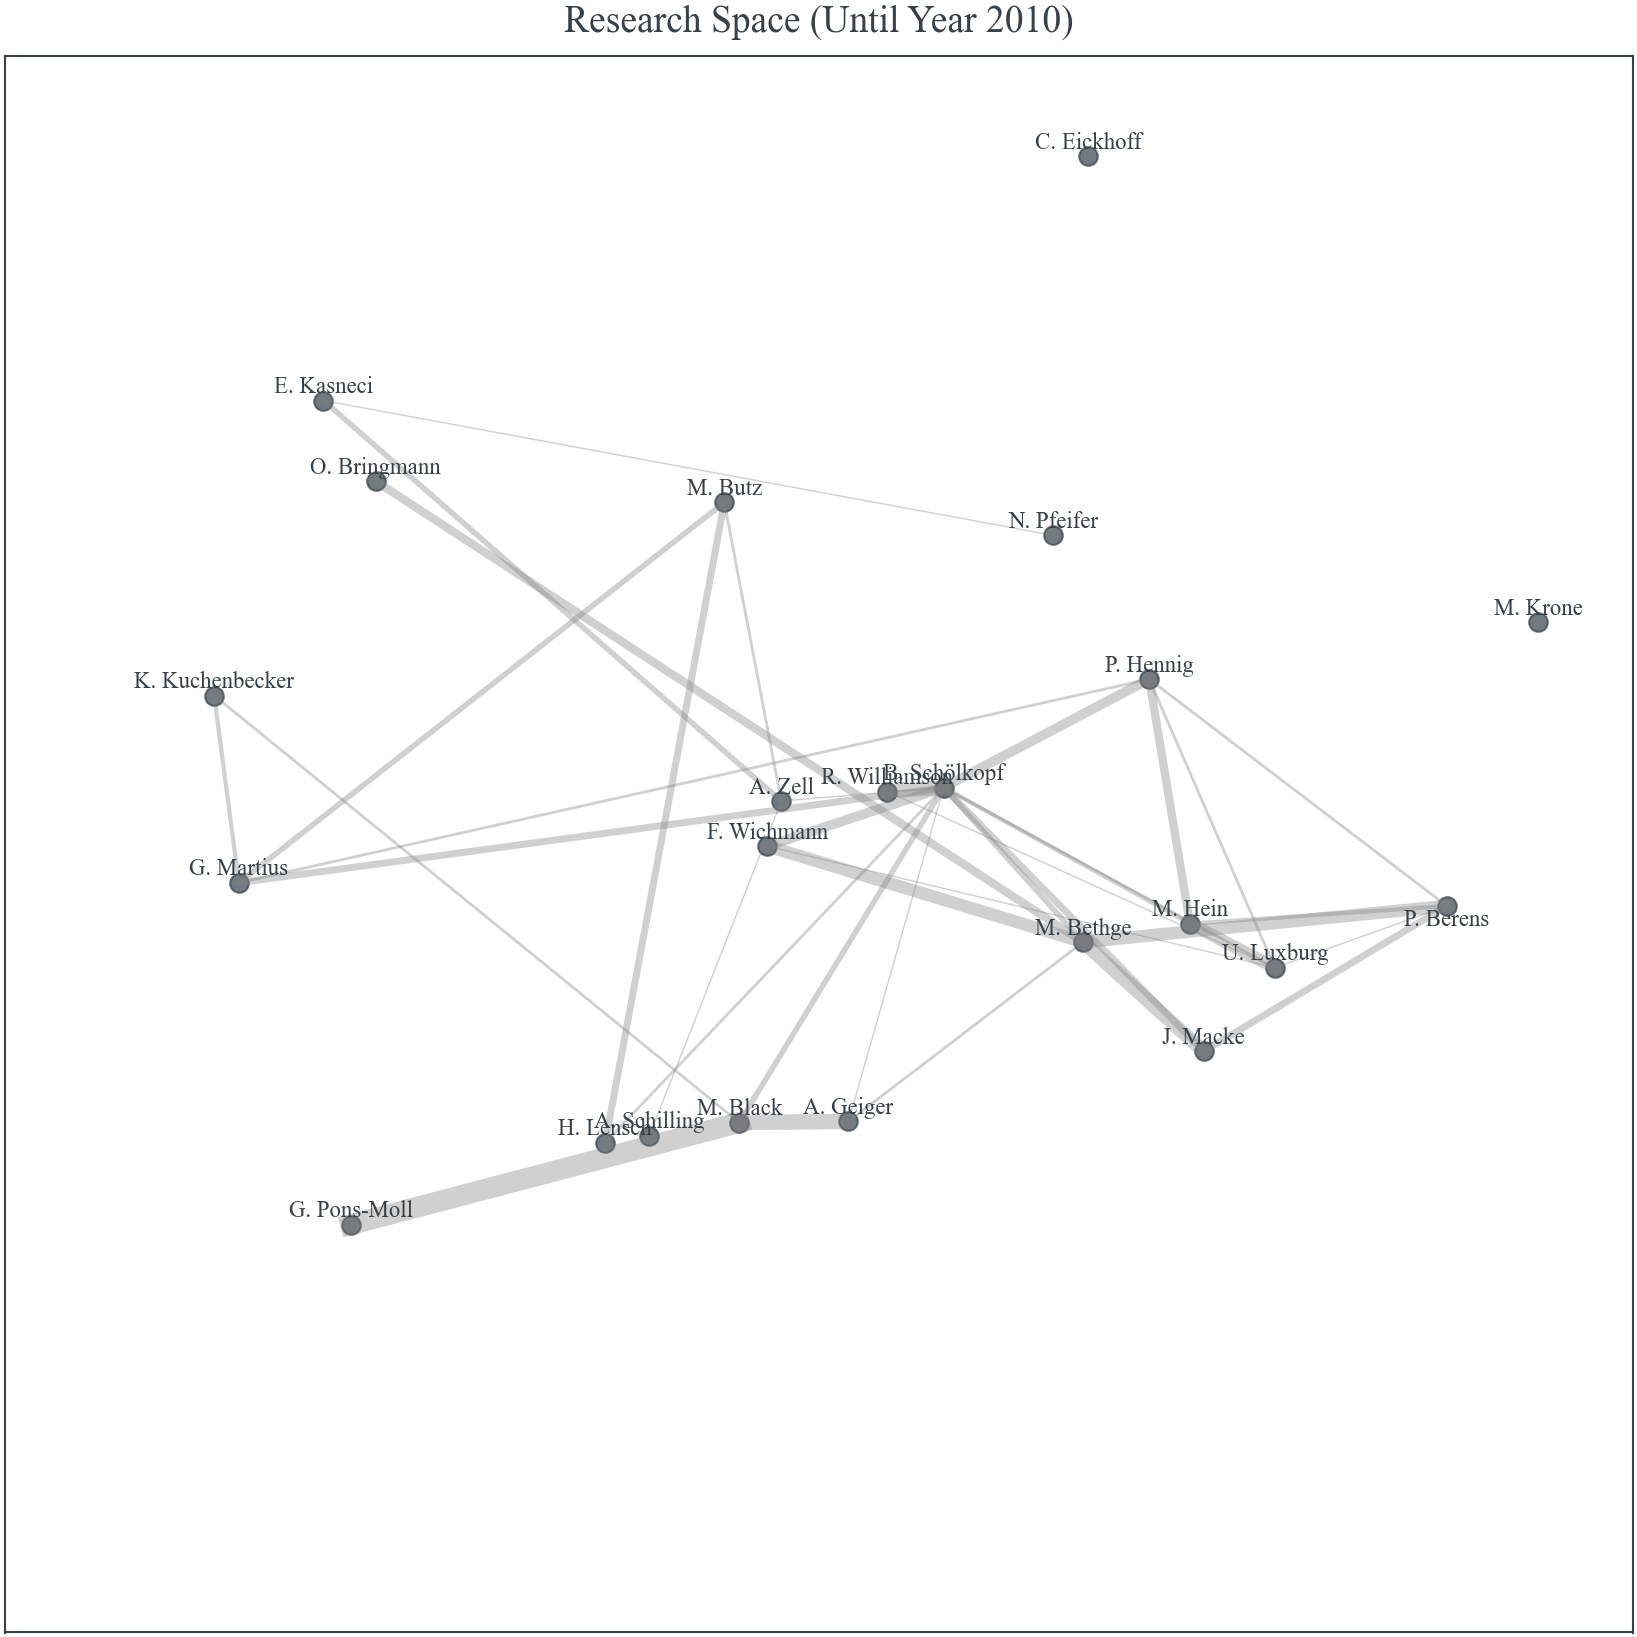 Research Space (Until Year 2010)
C. Eickhoff
E. Kasneci
O. Bringmann
M. Butz
N. Pfeifer
M. Krone
P. Hennig
K. Kuchenbecker
R. Williamson
B. Schölkopf
A. Zell
F. Wichmann
G. Martius
M. Hein
P. Berens
M. Bethge
U. Luxburg
J. Macke
M. Black
A. Geiger
A. Schilling
H. Lensch
G. Pons-Moll